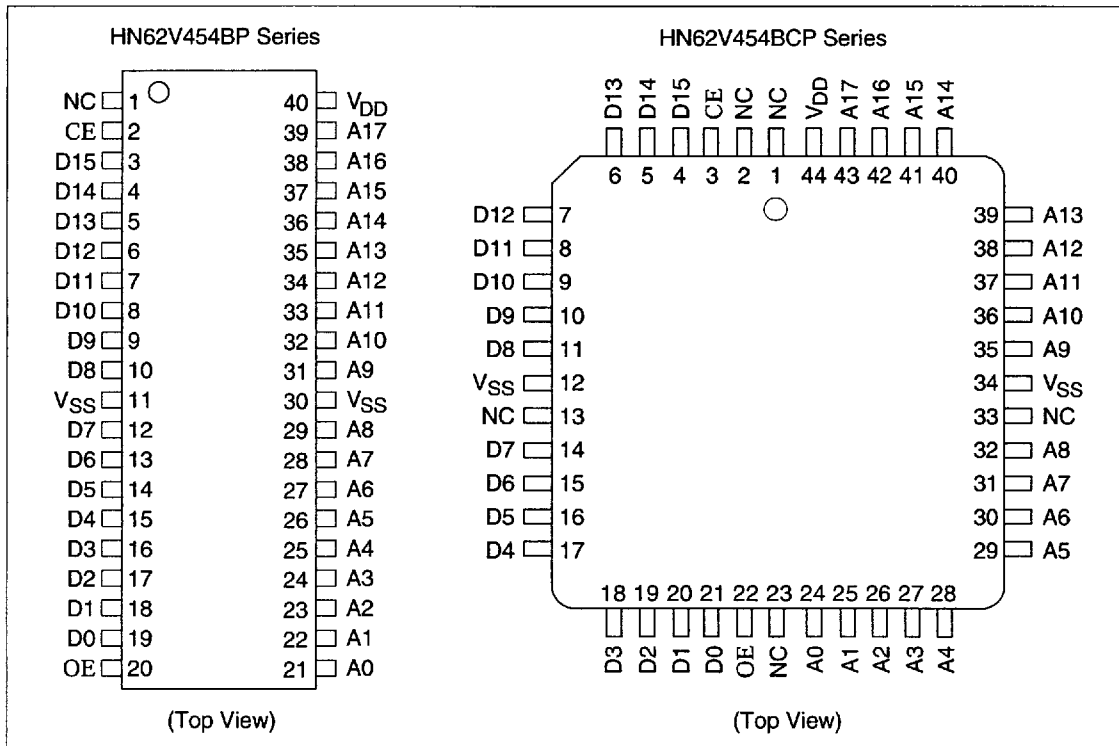 HN62V454BP Series
NC 1 40 VDD
CE 2 39 A17
D15 3 38 A16
D14 4 37 A15
D13 5 36 A14
D12 6 35 A13
D11 7 34 A12
D10 8 33 A11
D9 9 32 A10
D8 10 31 A9
VSS 11 30 VSS
D7 12 29 A8
D6 13 28 A7
D5 14 27 A6
D4 15 26 A5
D3 16 25 A4
D2 17 24 A3
D1 18 23 A2
D0 19 22 A1
OE 20 21 A0
(Top View)
HN62V454BCP Series
D13 D14 D15 CE NC NC VDD A17 A16 A15 A14
6 5 4 3 2 1 44 43 42 41 40
D12 7 39 A13
D11 8 38 A12
D10 9 37 A11
D9 10 36 A10
D8 11 35 A9
VSS 12 34 VSS
NC 13 33 NC
D7 14 32 A8
D6 15 31 A7
D5 16 30 A6
D4 17 29 A5
18 19 20 21 22 23 24 25 26 27 28
D3 D2 D1 D0 OE NC A0 A1 A2 A3 A4
(Top View)